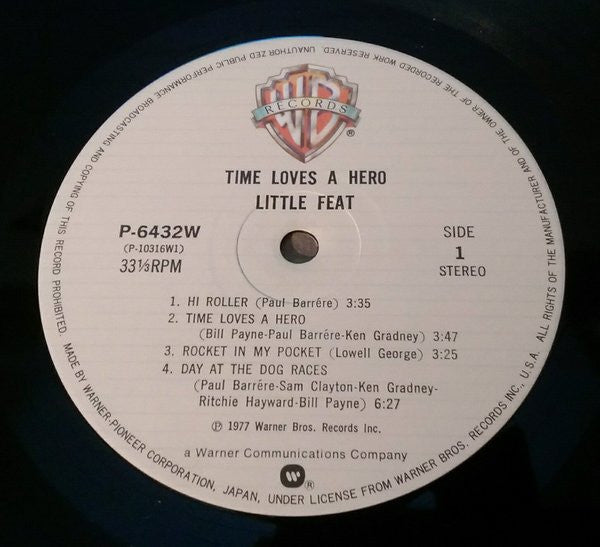 WB
RECORDS
®
TIME LOVES A HERO
LITTLE FEAT
P-6432W
(P-10316W1)
33⅓RPM
SIDE
1
STEREO
1. HI ROLLER (Paul Barrére) 3:35
2. TIME LOVES A HERO
(Bill Payne-Paul Barrére-Ken Gradney) 3:47
3. ROCKET IN MY POCKET (Lowell George) 3:25
4. DAY AT THE DOG RACES
(Paul Barrére-Sam Clayton-Ken Gradney-
Ritchie Hayward-Bill Payne) 6:27
℗ 1977 Warner Bros. Records Inc.
a Warner Communications Company
®
MADE BY WARNER-PIONEER CORPORATION, JAPAN, UNDER LICENSE FROM WARNER BROS. RECORDS INC., U.S.A. ALL RIGHTS OF THE MANUFACTURER AND OF THE OWNER OF THE RECORDED WORK RESERVED. UNAUTHORIZED PUBLIC PERFORMANCE BROADCASTING AND COPYING OF THIS RECORD PROHIBITED.